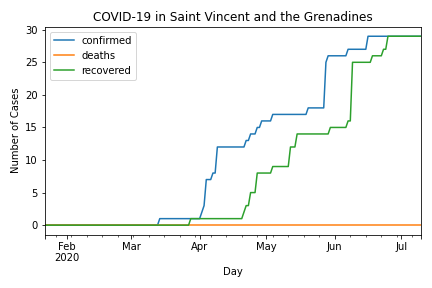 COVID-19 in Saint Vincent and the Grenadines
confirmed
deaths
recovered
Number of Cases
30
25
20
15
10
5
0
Feb Mar Apr May Jun Jul
2020
Day